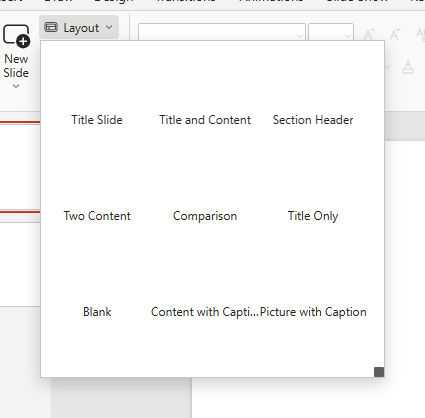 Layout
New
Slide
Title Slide
Title and Content
Section Header
Two Content
Comparison
Title Only
Blank
Content with Capti...
Picture with Caption